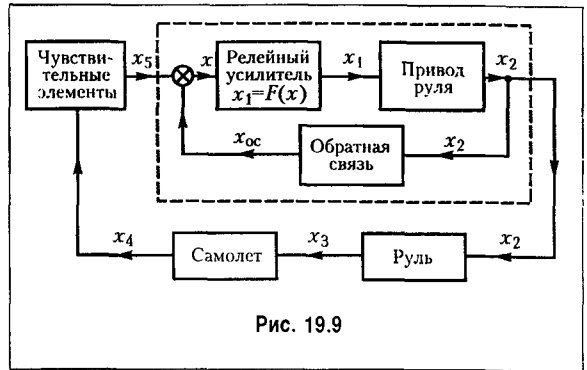 Чувстви-
тельные
элементы
x₅
x
Релейный
усилитель
x₁=F(x)
x₁
Привод
руля
x₂
xос
Обратная
связь
x₂
x₄
Самолет
x₃
Руль
x₂
Рис. 19.9